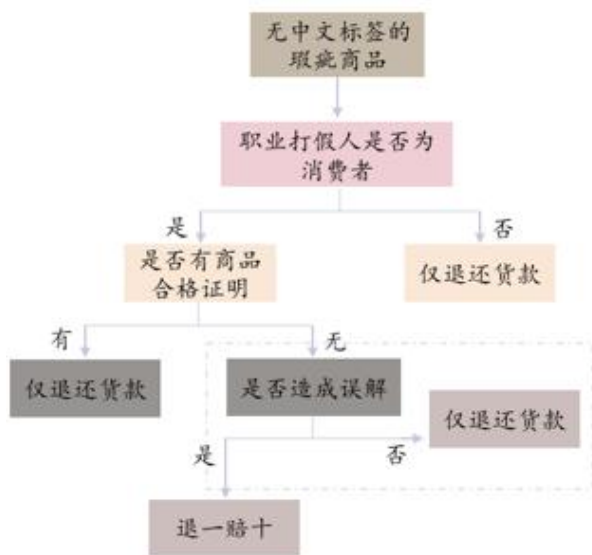 无中文标签的
瑕疵商品
职业打假人是否为
消费者
是
否
是否有商品
合格证明
仅退还货款
有
无
仅退还货款
是否造成误解
仅退还货款
是
否
退一赔十